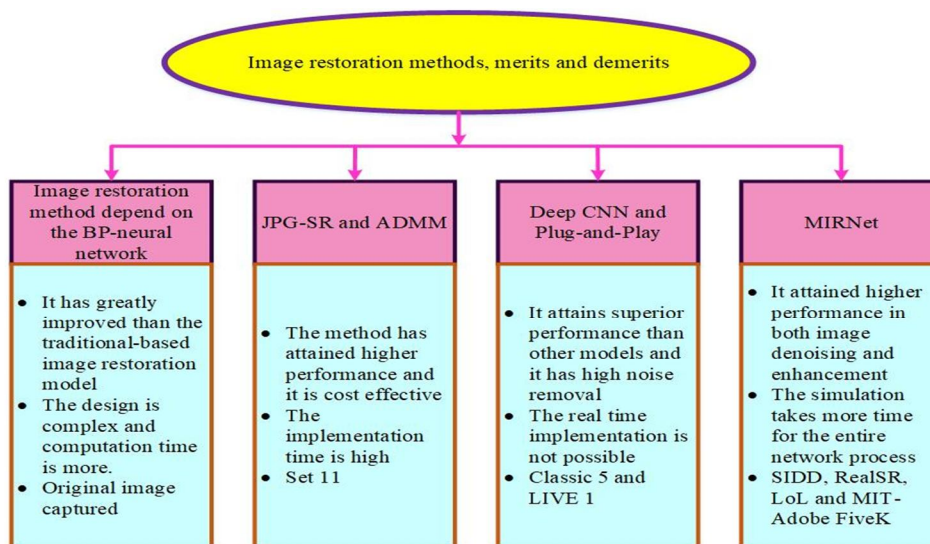 Image restoration methods, merits and demerits
Image restoration
method depend on
the BP-neural
network
• It has greatly
improved than the
traditional-based
image restoration
model
• The design is
complex and
computation time
is more.
• Original image
captured
JPG-SR and ADMM
• The method has
attained higher
performance and it
is cost effective
• The
implementation
time is high
• Set 11
Deep CNN and
Plug-and-Play
• It attains superior
performance than
other models and it
has high noise
removal
• The real time
implementation is
not possible
• Classic 5 and
LIVE 1
MIRNet
• It attained higher
performance in
both image
denoising and
enhancement
• The simulation
takes more time
for the entire
network process
• SIDD, RealSR,
LoL and MIT-
Adobe FiveK